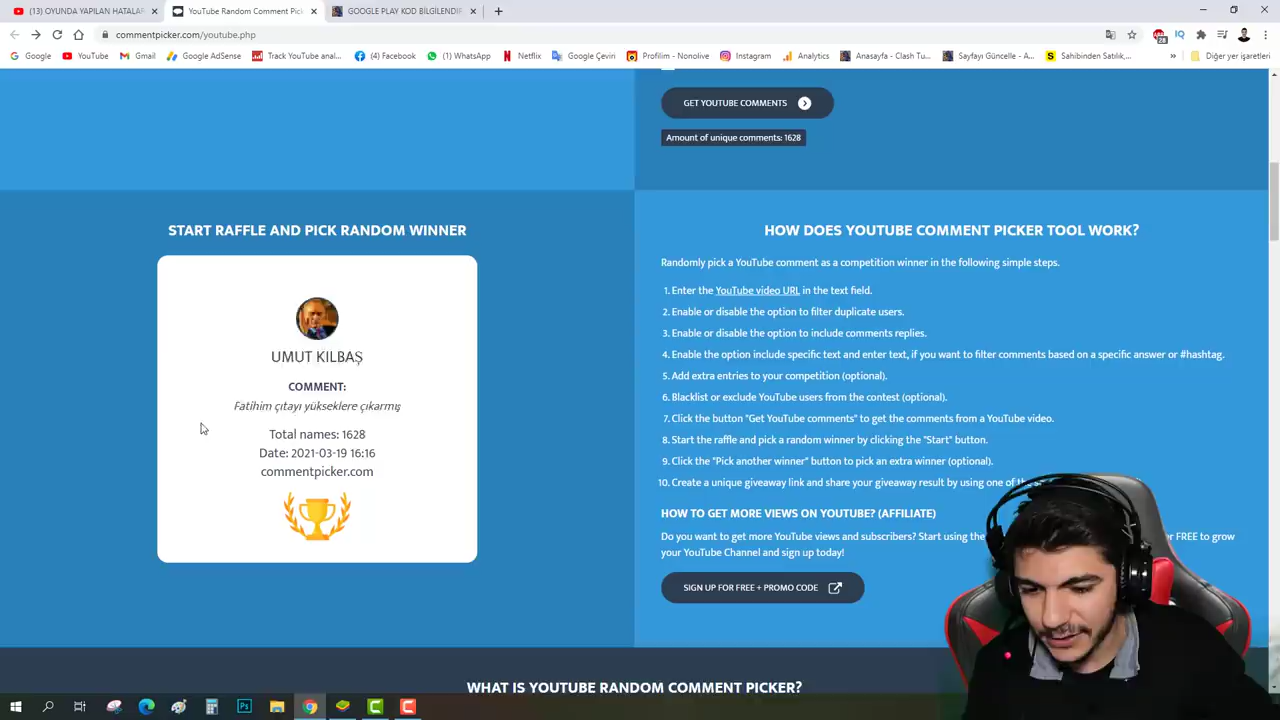 (13) OYUNDA YAPILAN HATALAR
YouTube Random Comment Pick
GOOGLE PLAY KOD BİLGİLENDİR
commentpicker.com/youtube.php
Google
YouTube
Gmail
Google AdSense
Track YouTube anal...
(4) Facebook
(1) WhatsApp
Netflix
Google Çeviri
Profilim - Nonolive
Instagram
Analytics
Anasayfa - Clash Tu...
Sayfayı Güncelle - A...
Sahibinden Satılık,...
»
Diğer yer işaretleri
GET YOUTUBE COMMENTS
Amount of unique comments: 1628
START RAFFLE AND PICK RANDOM WINNER
UMUT KILBAŞ
COMMENT:
Fatihim çıtayı yükseklere çıkarmış
Total names: 1628
Date: 2021-03-19 16:16
commentpicker.com
HOW DOES YOUTUBE COMMENT PICKER TOOL WORK?
Randomly pick a YouTube comment as a competition winner in the following simple steps.
1. Enter the YouTube video URL in the text field.
2. Enable or disable the option to filter duplicate users.
3. Enable or disable the option to include comments replies.
4. Enable the option include specific text and enter text, if you want to filter comments based on a specific answer or #hashtag.
5. Add extra entries to your competition (optional).
6. Blacklist or exclude YouTube users from the contest (optional).
7. Click the button "Get YouTube comments" to get the comments from a YouTube video.
8. Start the raffle and pick a random winner by clicking the "Start" button.
9. Click the "Pick another winner" button to pick an extra winner (optional).
10. Create a unique giveaway link and share your giveaway result by using one of the
HOW TO GET MORE VIEWS ON YOUTUBE? (AFFILIATE)
Do you want to get more YouTube views and subscribers? Start using the or FREE to grow
your YouTube Channel and sign up today!
SIGN UP FOR FREE + PROMO CODE
WHAT IS YOUTUBE RANDOM COMMENT PICKER?